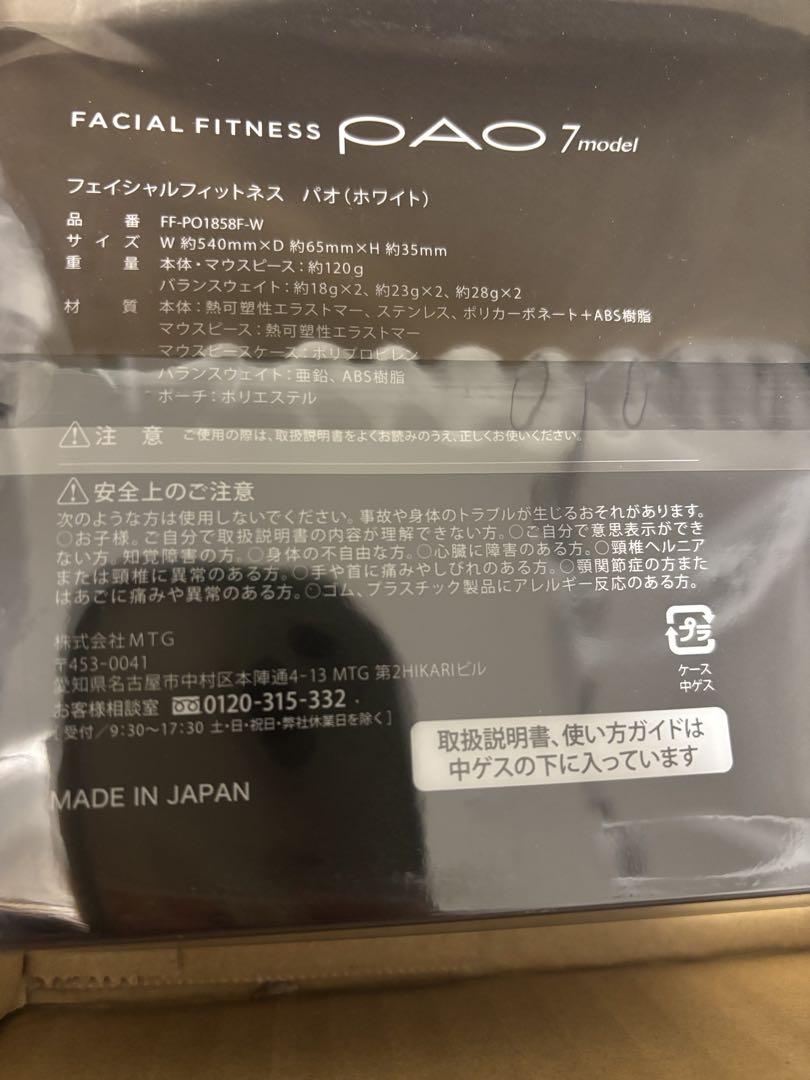 FACIAL FITNESS PAO 7model
フェイシャルフィットネス パオ(ホワイト)
品番 FF-PO1858F-W
サイズ W 約540mm×D 約65mm×H 約35mm
重量 本体・マウスピース:約120g
バランスウェイト:約18g×2、約23g×2、約28g×2
材質 本体:熱可塑性エラストマー、ステンレス、ポリカーボネート+ABS樹脂
マウスピース:熱可塑性エラストマー
マウスピースケース:ポリプロピレン
バランスウェイト:亜鉛、ABS樹脂
ポーチ:ポリエステル
注意 ご使用の際は、取扱説明書をよくお読みのうえ、正しくお使いください。
安全上のご注意
次のような方は使用しないでください。事故や身体のトラブルが生じるおそれがあります。
○お子様。○ご自分で取扱説明書の内容が理解できない方。○ご自分で意思表示ができ
ない方。知覚障害の方。○身体の不自由な方。○心臓に障害のある方。○頸椎ヘルニア
または頸椎に異常のある方。○手や首に痛みやしびれのある方。○顎関節症の方また
はあごに痛みや異常のある方。○ゴム、プラスチック製品にアレルギー反応のある方。
プラ
ケース
中ゲス
株式会社MTG
〒453-0041
愛知県名古屋市中村区本陣通4-13 MTG 第2HIKARIビル
お客様相談室 0120-315-332
[受付/9:30~17:30 土・日・祝日・弊社休業日を除く]
取扱説明書、使い方ガイドは
中ゲスの下に入っています
MADE IN JAPAN